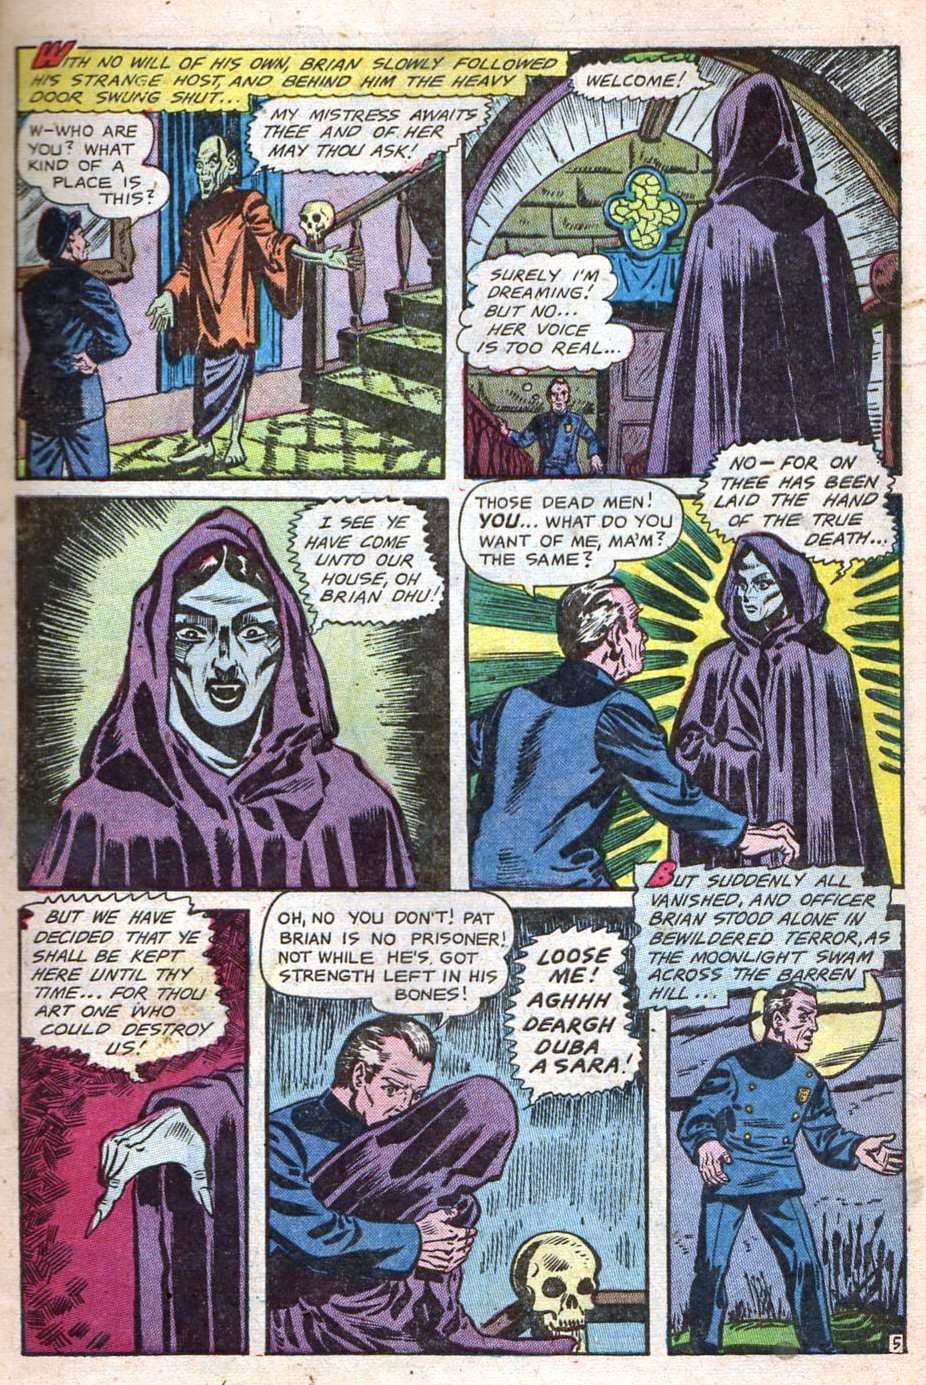 WITH NO WILL OF HIS OWN, BRIAN SLOWLY FOLLOWED
HIS STRANGE HOST, AND BEHIND HIM THE HEAVY
DOOR SWUNG SHUT...
W-WHO ARE
YOU? WHAT
KIND OF A
PLACE IS
THIS?
MY MISTRESS AWAITS
THEE AND OF HER
MAY THOU ASK!
WELCOME!
SURELY I'M
DREAMING!
BUT NO...
HER VOICE
IS TOO REAL...
I SEE YE
HAVE COME
UNTO OUR
HOUSE, OH
BRIAN DHU!
THOSE DEAD MEN!
YOU... WHAT DO YOU
WANT OF ME, MA'M?
THE SAME?
NO-FOR ON
THEE HAS BEEN
LAID THE HAND
OF THE TRUE
DEATH...
BUT WE HAVE
DECIDED THAT YE
SHALL BE KEPT
HERE UNTIL THY
TIME... FOR THOU
ART ONE WHO
COULD DESTROY
US!
OH, NO YOU DON'T! PAT
BRIAN IS NO PRISONER!
NOT WHILE HE'S GOT
STRENGTH LEFT IN HIS
BONES!
LOOSE
ME!
AGHHH
DEARGH
DUBA
A SARA!
BUT SUDDENLY ALL
VANISHED, AND OFFICER
BRIAN STOOD ALONE IN
BEWILDERED TERROR, AS
THE MOONLIGHT SWAM
ACROSS THE BARREN
HILL...
5